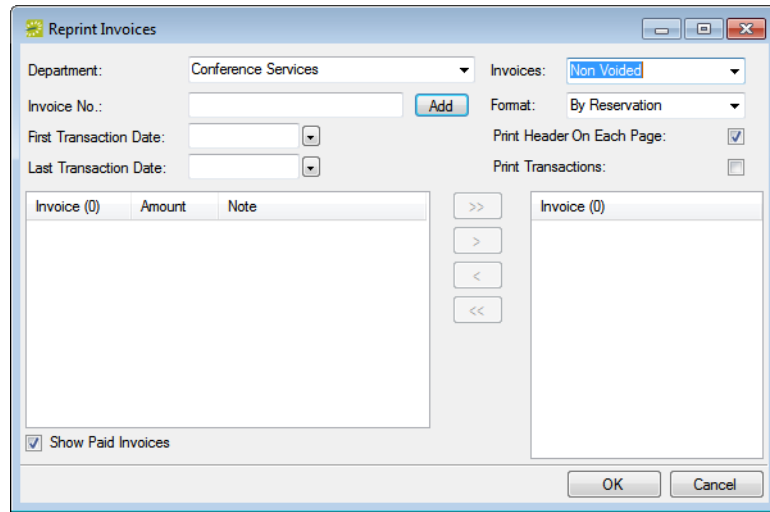 Reprint Invoices
Department: Conference Services Invoices: Non Voided
Invoice No.: Add Format: By Reservation
First Transaction Date: Print Header On Each Page:
Last Transaction Date: Print Transactions:
Invoice (0) Amount Note >> Invoice (0)
>
<
<<
Show Paid Invoices
OK Cancel